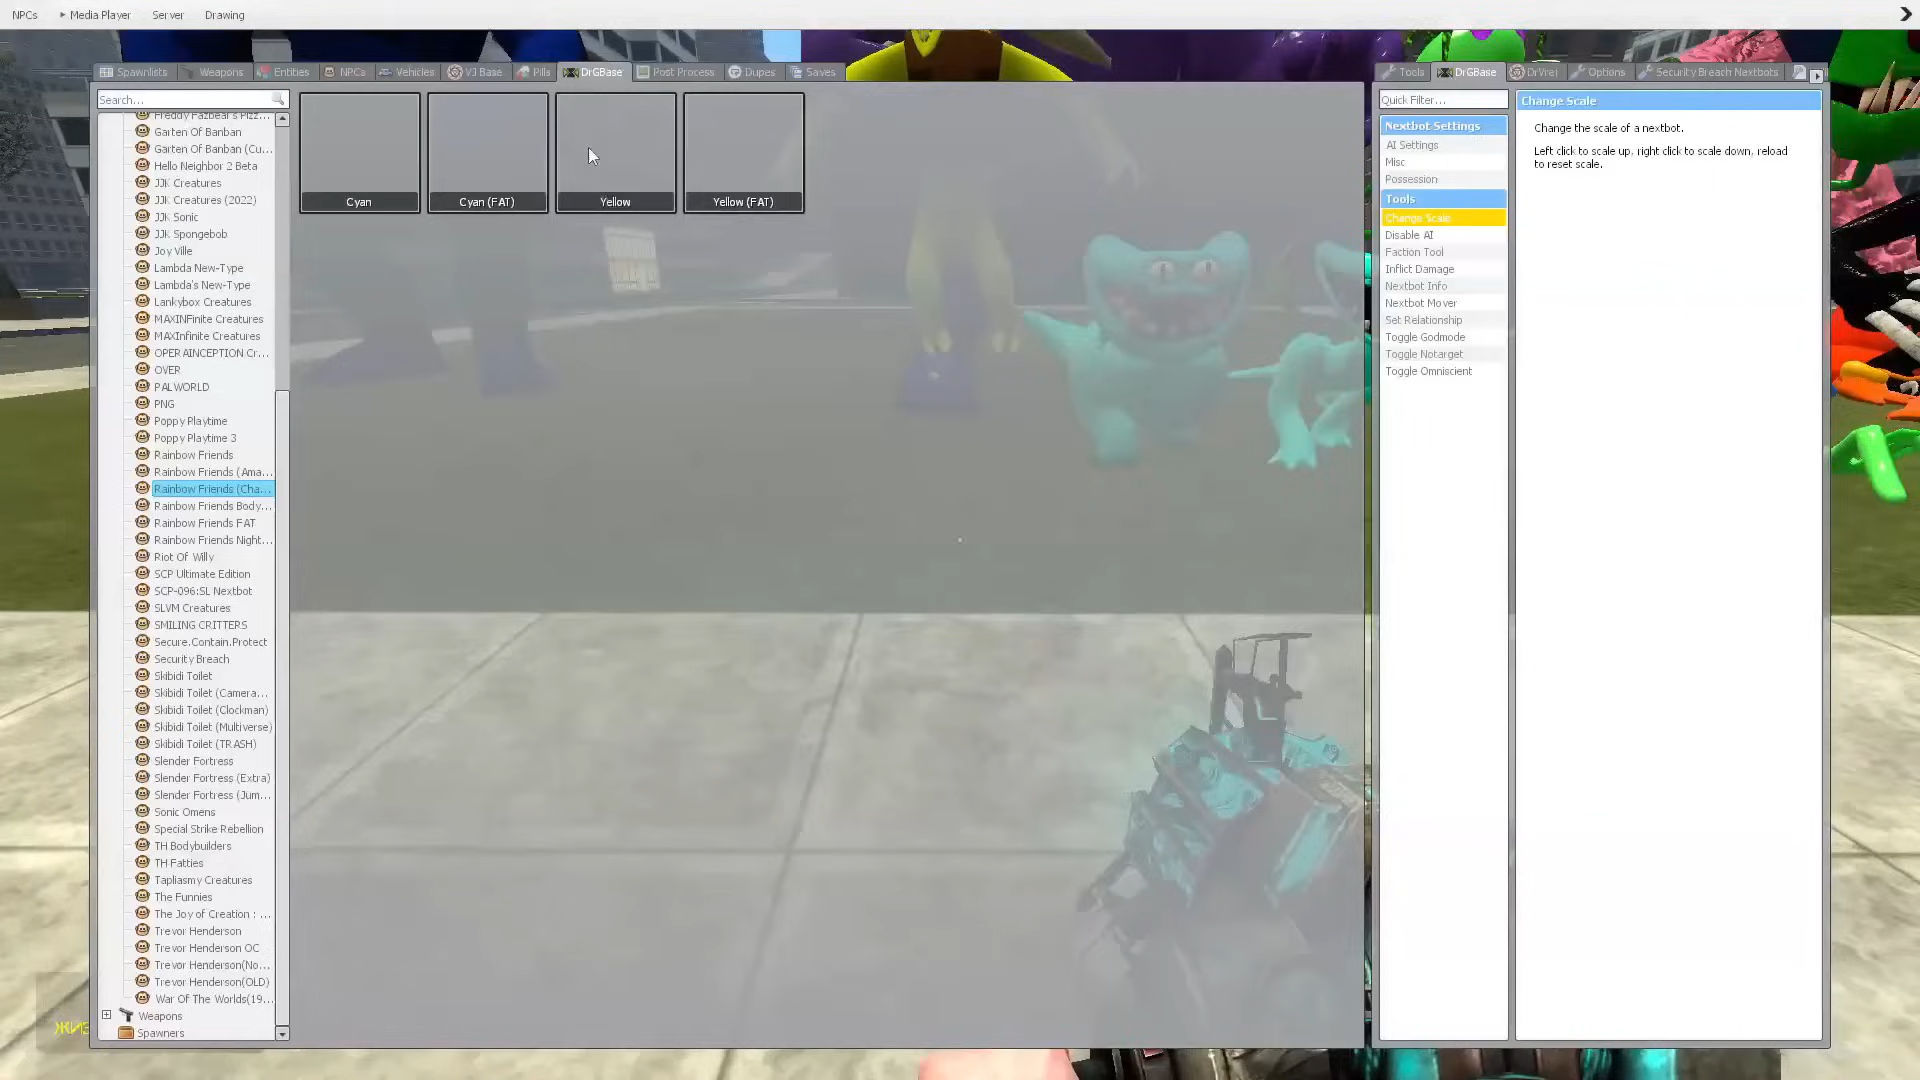 NPCs Media Player Server Drawing
Spawnlists Weapons Entities NPCs Vehicles VJ Base Pills DrGBase Post Process Dupes Saves
Search...
Freddy Fazbear's Pizz...
Garten Of Banban
Garten Of Banban (Cu...
Hello Neighbor 2 Beta
JJK Creatures
JJK Creatures (2022)
JJK Sonic
JJK Spongebob
Joy Ville
Lambda New-Type
Lambda's New-Type
Lankybox Creatures
MAXINFinite Creatures
MAXInfinite Creatures
OPERAINCEPTION Cr...
OVER
PALWORLD
PNG
Poppy Playtime
Poppy Playtime 3
Rainbow Friends
Rainbow Friends (Ama...
Rainbow Friends (Cha...
Rainbow Friends Body...
Rainbow Friends FAT
Rainbow Friends Night...
Riot Of Willy
SCP Ultimate Edition
SCP-096:SL Nextbot
SLVM Creatures
SMILING CRITTERS
Secure.Contain.Protect
Security Breach
Skibidi Toilet
Skibidi Toilet (Camera...
Skibidi Toilet (Clockman)
Skibidi Toilet (Multiverse)
Skibidi Toilet (TRASH)
Slender Fortress
Slender Fortress (Extra)
Slender Fortress (Jum...
Sonic Omens
Special Strike Rebellion
TH Bodybuilders
TH Fatties
Tapliasmy Creatures
The Funnies
The Joy of Creation : ...
Trevor Henderson
Trevor Henderson OC
Trevor Henderson(No...
Trevor Henderson(OLD)
War Of The Worlds(19...
Weapons
Spawners
Cyan Cyan (FAT) Yellow Yellow (FAT)
Tools DrGBase DrVrej Options Security Breach Nextbots
Quick Filter...
Nextbot Settings
AI Settings
Misc
Possession
Tools
Change Scale
Disable AI
Faction Tool
Inflict Damage
Nextbot Info
Nextbot Mover
Set Relationship
Toggle Godmode
Toggle Notarget
Toggle Omniscient
Change Scale
Change the scale of a nextbot.
Left click to scale up, right click to scale down, reload
to reset scale.